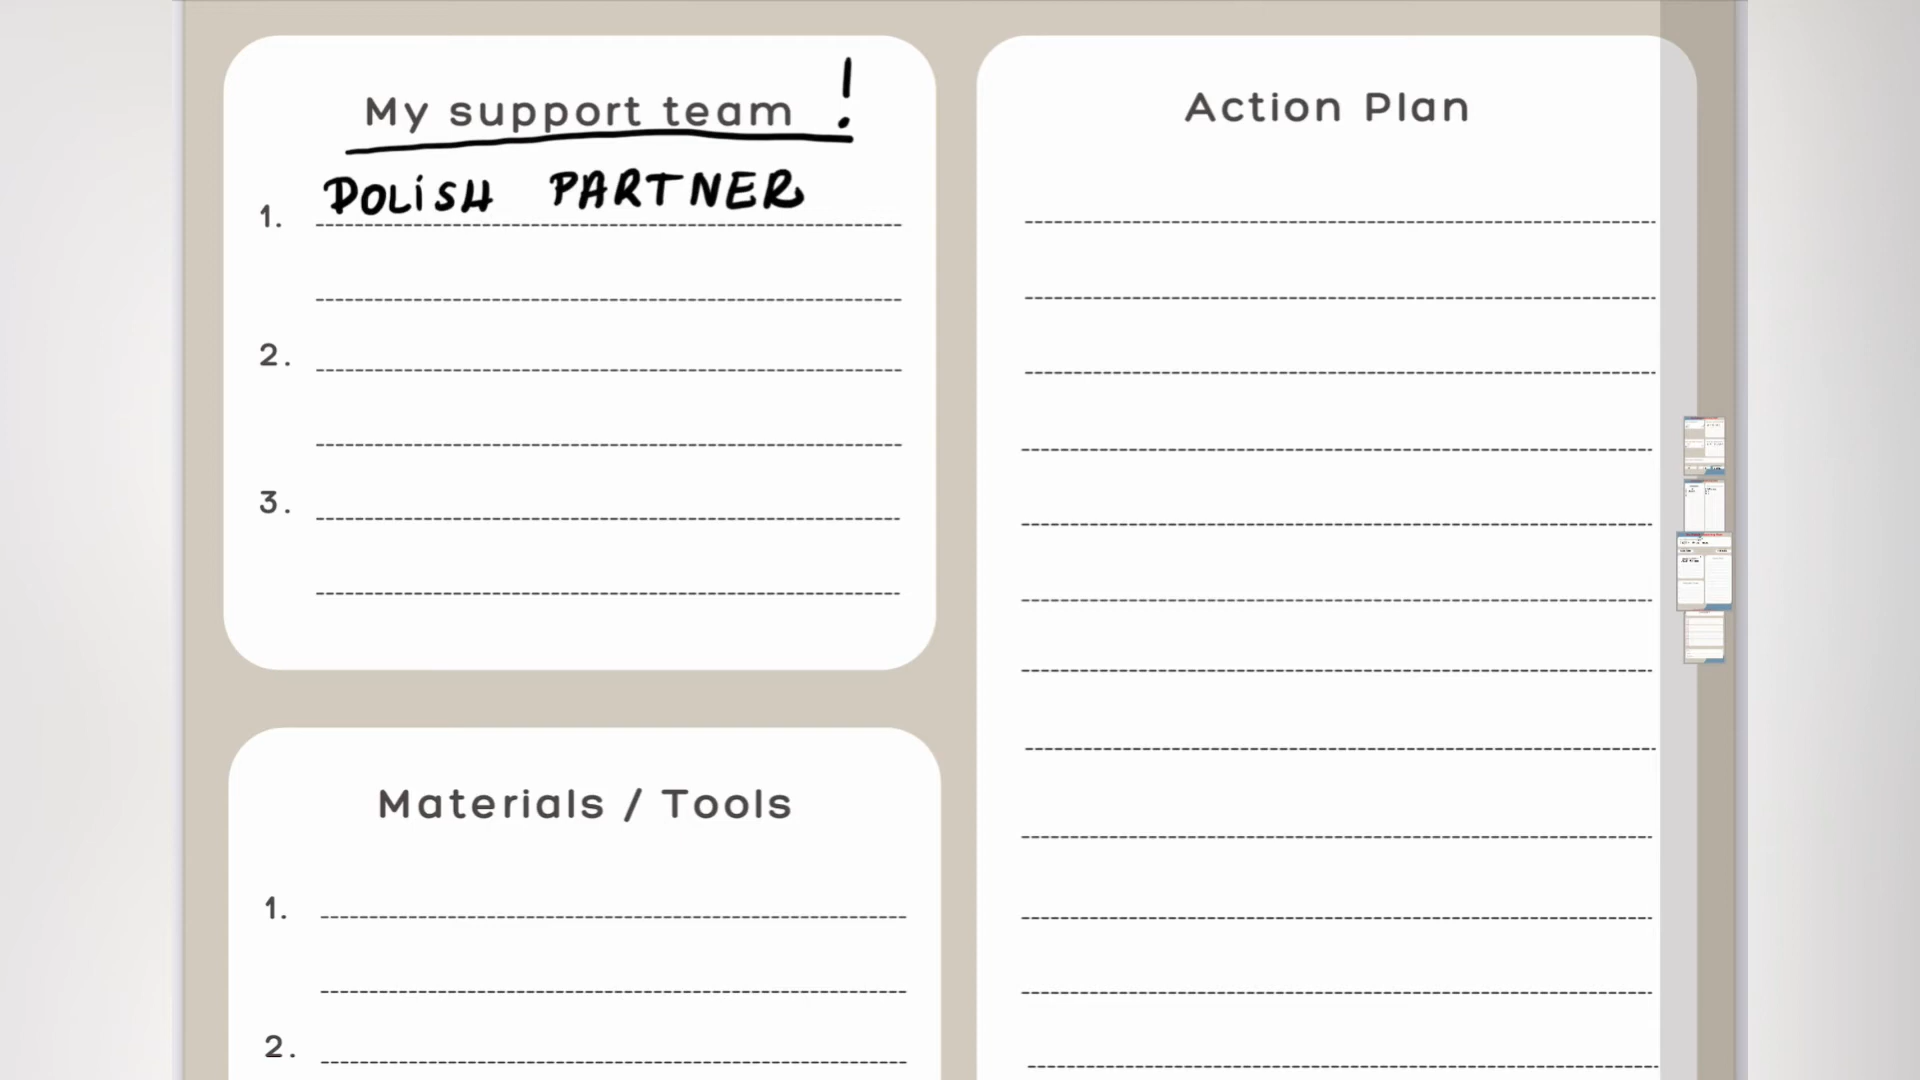 My support team !
1. POLiSH PARTNER
2.
3.
Materials / Tools
1.
2.
Action Plan